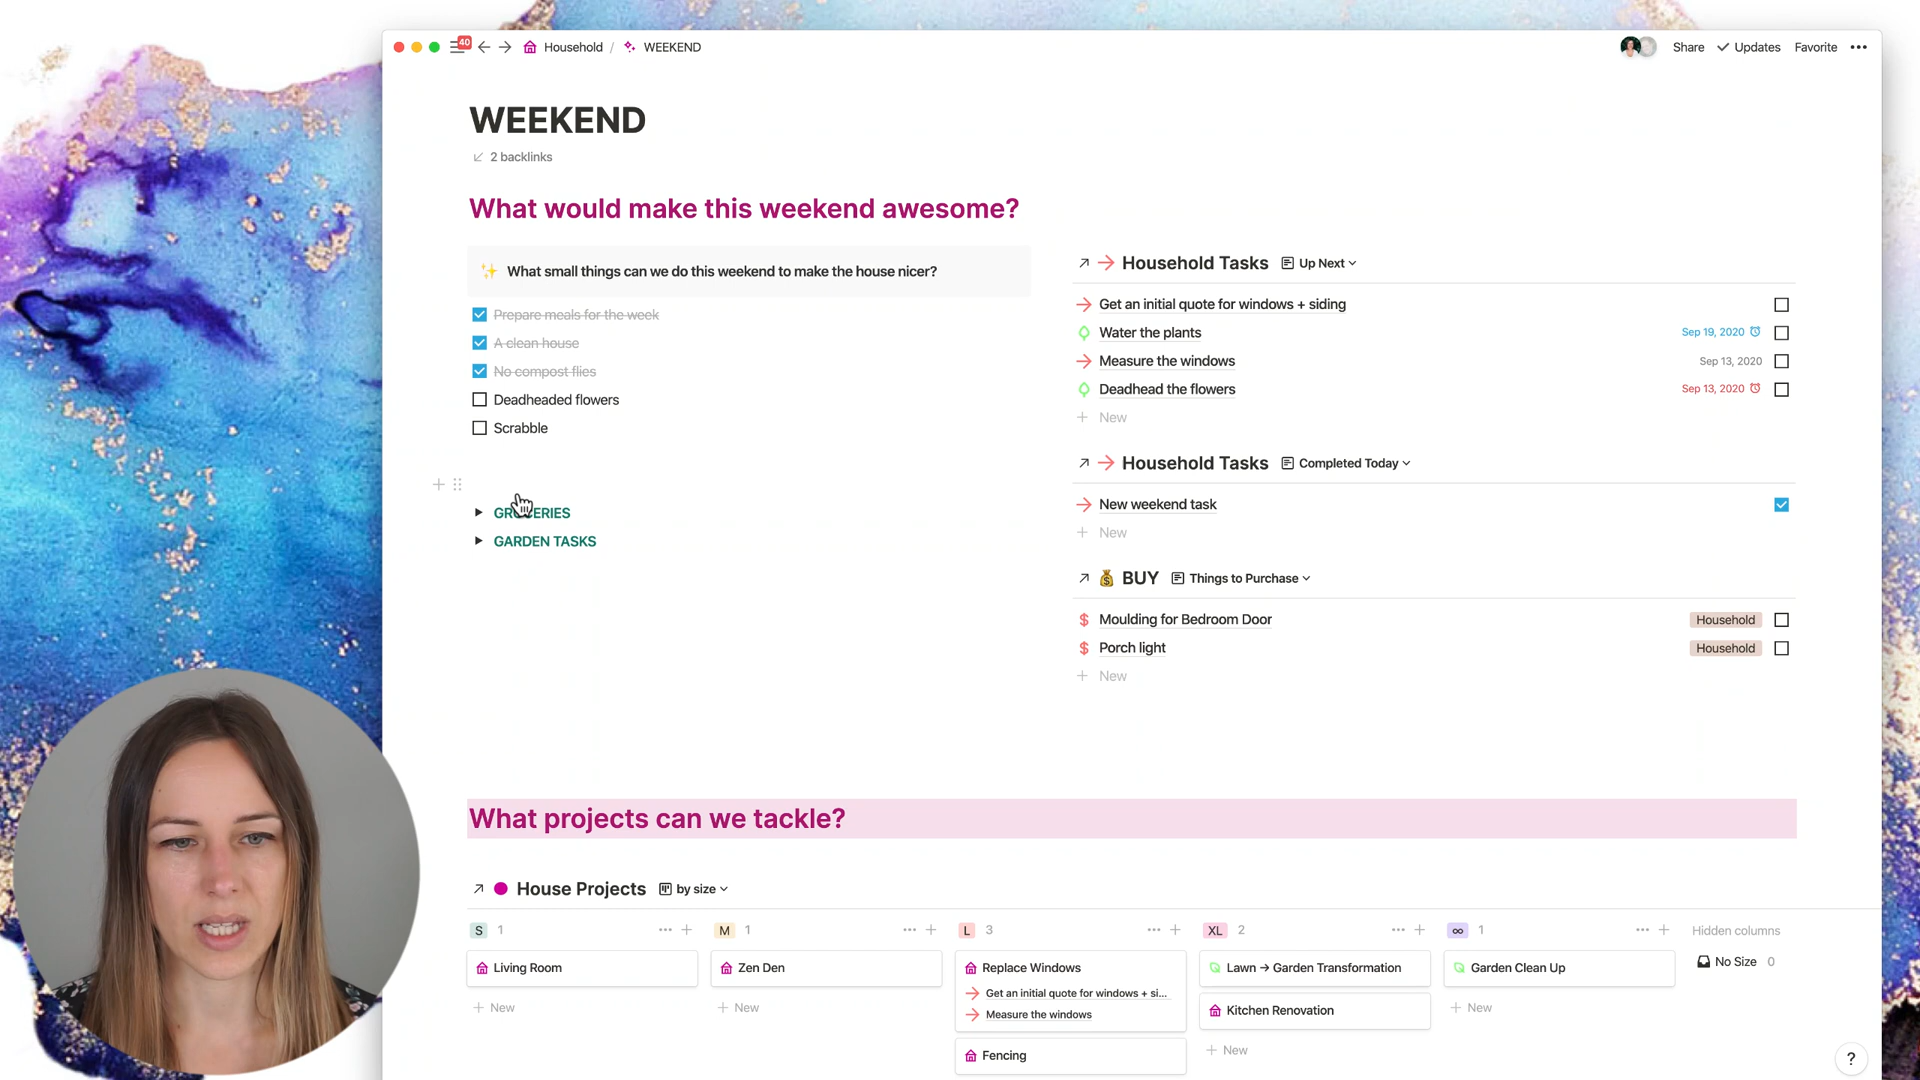 40
Household / WEEKEND
Share Updates Favorite
WEEKEND
2 backlinks
What would make this weekend awesome?
What small things can we do this weekend to make the house nicer?
Prepare meals for the week
A clean house
No compost flies
Deadheaded flowers
Scrabble
GROCERIES
GARDEN TASKS
Household Tasks Up Next
Get an initial quote for windows + siding
Water the plants Sep 19, 2020
Measure the windows Sep 13, 2020
Deadhead the flowers Sep 13, 2020
+ New
Household Tasks Completed Today
New weekend task
+ New
BUY Things to Purchase
$ Moulding for Bedroom Door Household
$ Porch light Household
+ New
What projects can we tackle?
House Projects by size
S 1
Living Room
+ New
M 1
Zen Den
+ New
L 3
Replace Windows
Get an initial quote for windows + si...
Measure the windows
Fencing
XL 2
Lawn → Garden Transformation
Kitchen Renovation
+ New
∞ 1
Garden Clean Up
+ New
Hidden columns
No Size 0
?